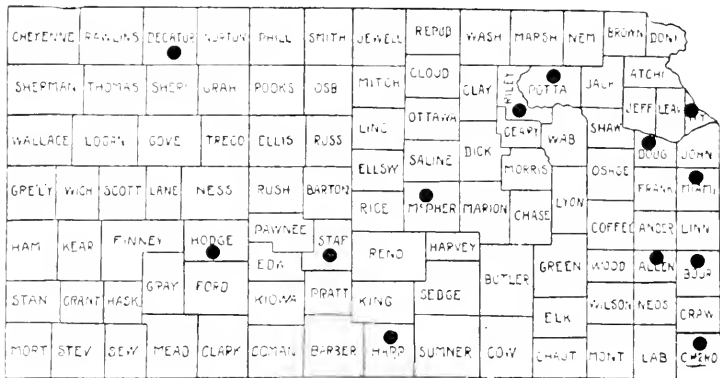 CHEYENNE RAWLINS DECATUR NORTON PHILL SMITH JEWELL REPUB WASH MARSH NEM BROWN DONI
SHERMAN THOMAS SHERI GRAH ROOKS OSB MITCH CLOUD CLAY RILEY POTTA JACK ATCHI
JEFF LEAV WY
WALLACE LOGAN GOVE TREGO ELLIS RUSS LINC OTTAWA GEARY WAB SHAW
DOUG JOHN
ELLSW SALINE DICK MORRIS OSAGE
GRE'LY WICH SCOTT LANE NESS RUSH BARTON RICE McPHER MARION CHASE LYON FRANK MIAMI
HAM KEAR FINNEY HODGE PAWNEE STAF RENO HARVEY COFFEE ANDER LINN
EDW
GRAY FORD BUTLER GREEN WOOD ALLEN BOUR
STAN GRANT HASK KIOWA PRATT KING SEDGE WILSON NEOS CRAW
ELK
MORT STEV SEW MEAD CLARK COMAN BARBER HARP SUMNER COW CHAUT MONT LAB CHERO